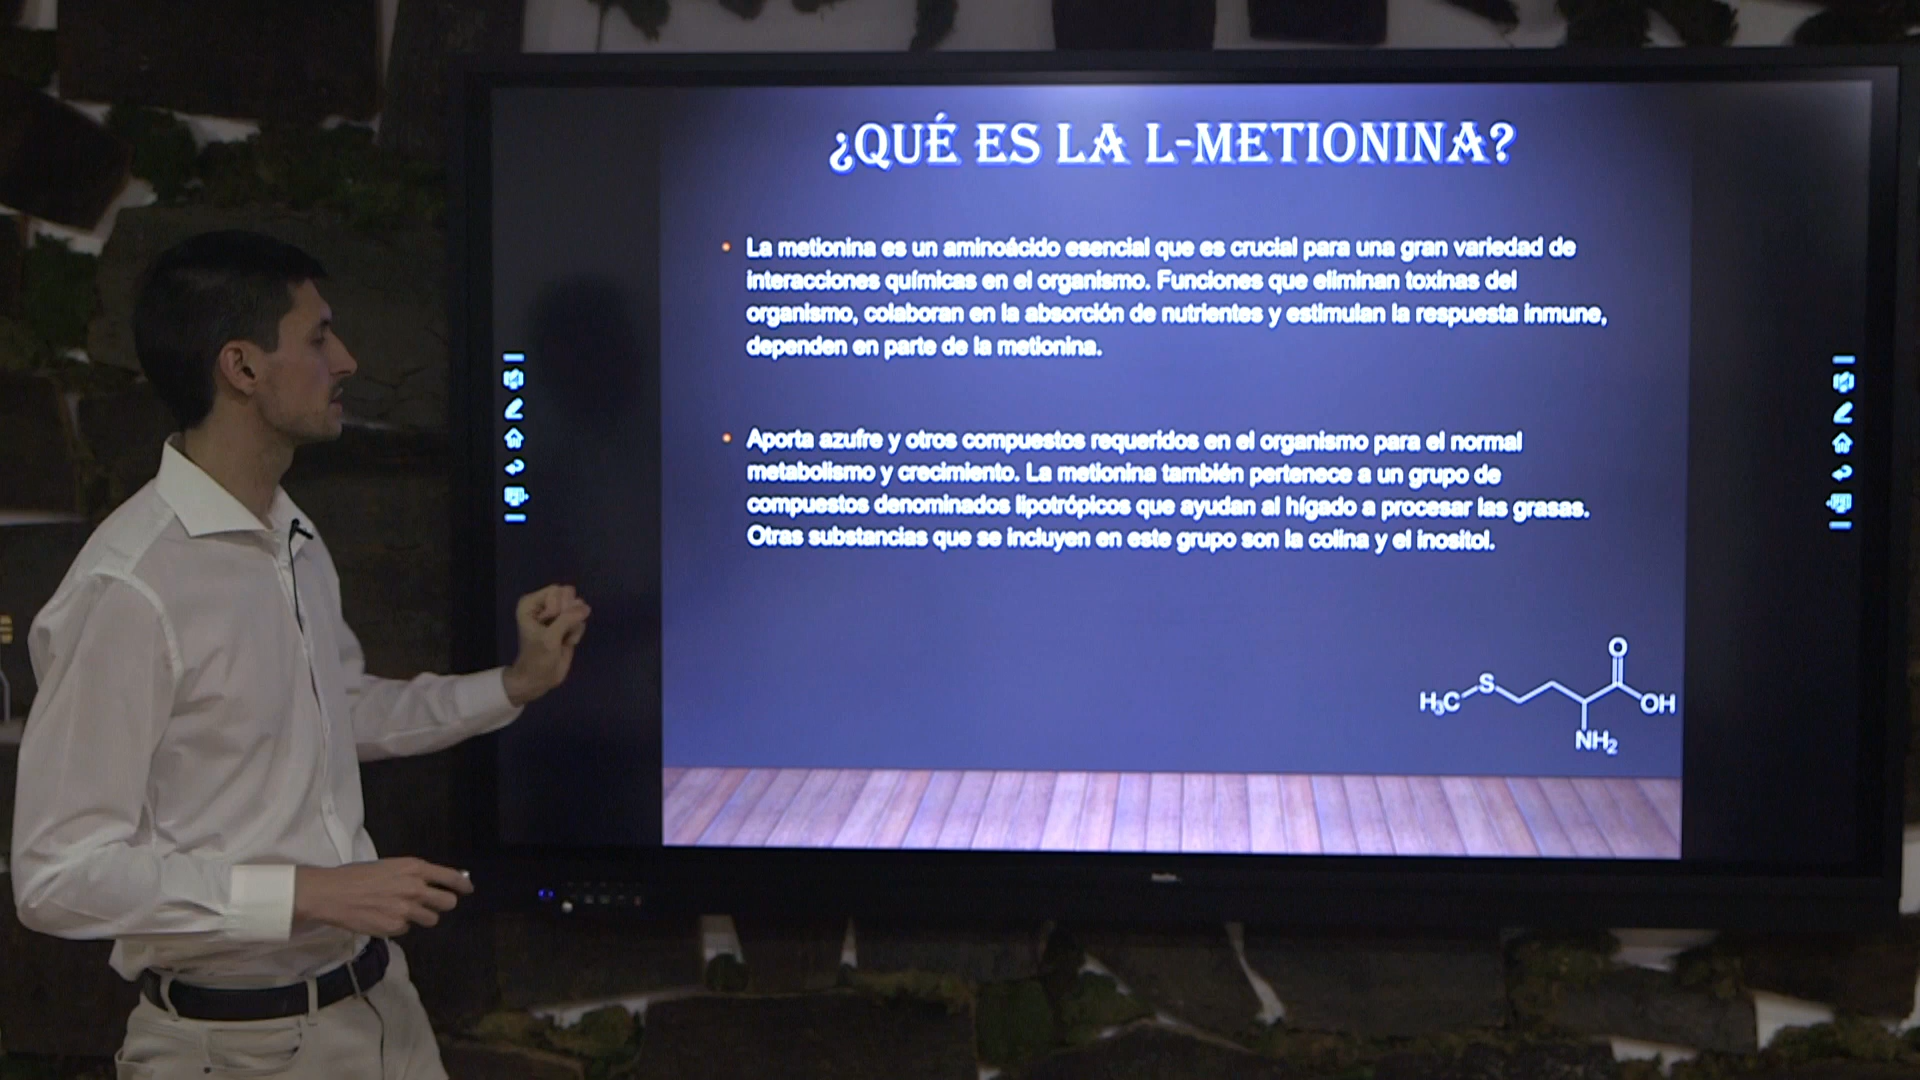 ¿QUÉ ES LA L-METIONINA?
• La metionina es un aminoácido esencial que es crucial para una gran variedad de
interacciones químicas en el organismo. Funciones que eliminan toxinas del
organismo, colaboran en la absorción de nutrientes y estimulan la respuesta inmune,
dependen en parte de la metionina.
• Aporta azufre y otros compuestos requeridos en el organismo para el normal
metabolismo y crecimiento. La metionina también pertenece a un grupo de
compuestos denominados lipotrópicos que ayudan al hígado a procesar las grasas.
Otras substancias que se incluyen en este grupo son la colina y el inositol.
O
H₃C S OH
NH₂